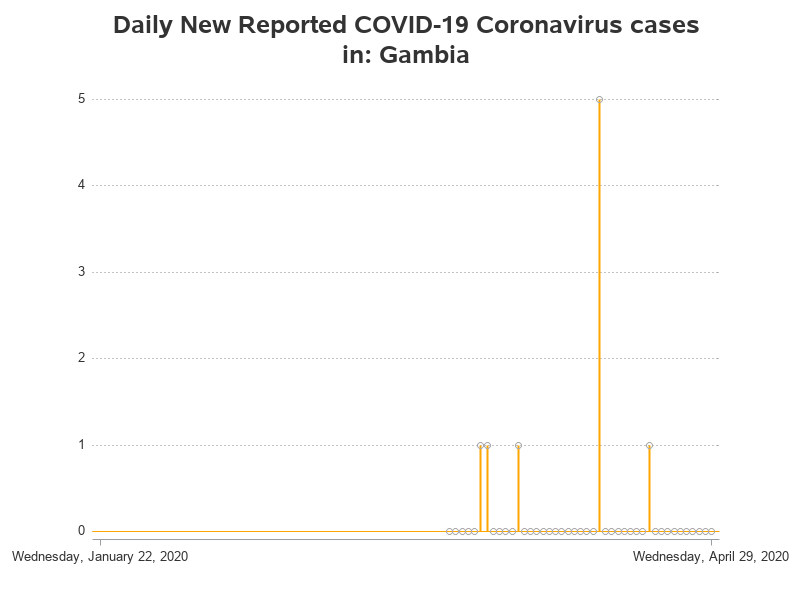 Daily New Reported COVID-19 Coronavirus cases
in: Gambia
5
4
3
2
1
0
Wednesday, January 22, 2020
Wednesday, April 29, 2020